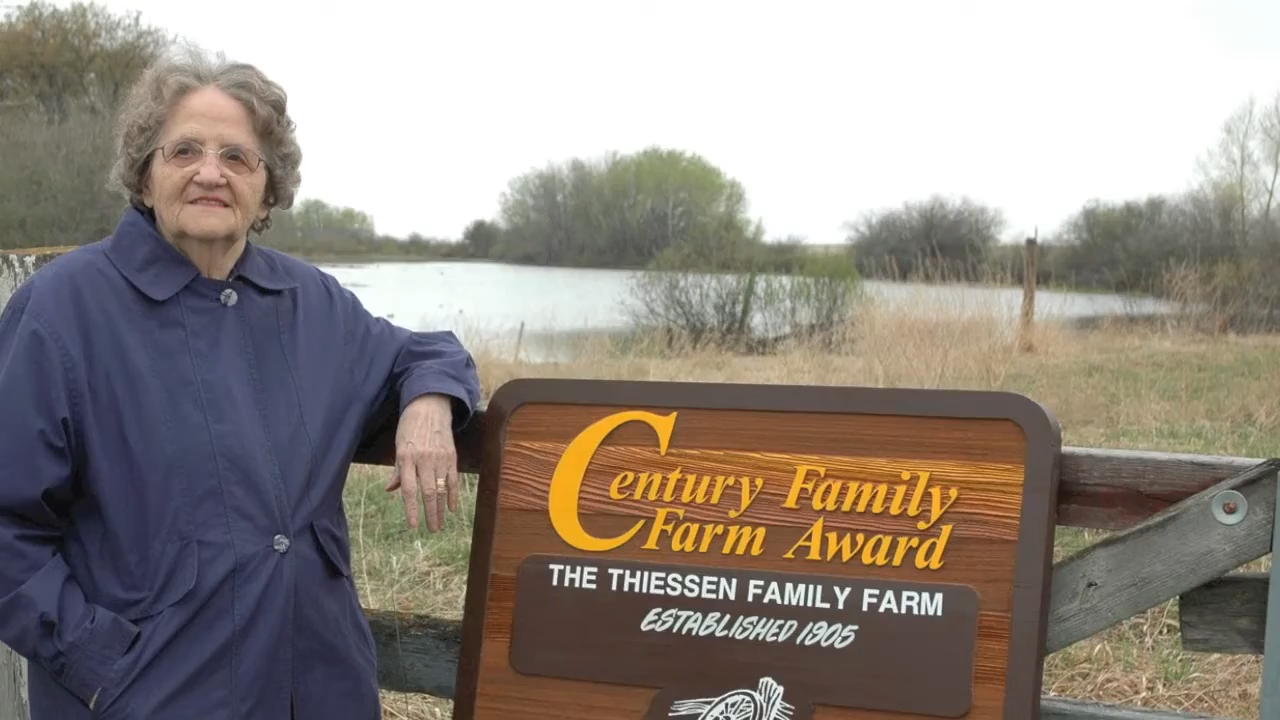 Century Family
Farm Award
THE THIESSEN FAMILY FARM
ESTABLISHED 1905